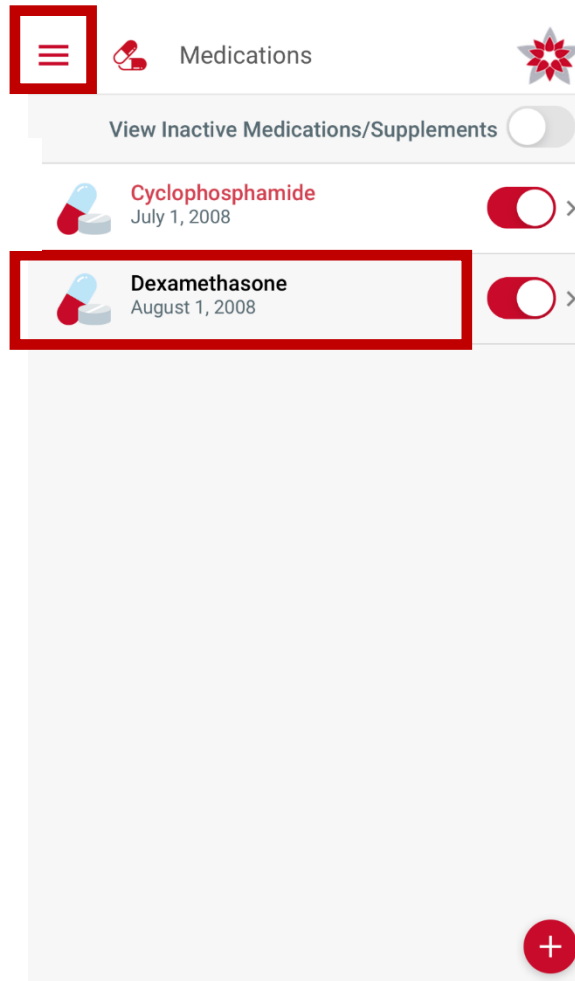 Medications
View Inactive Medications/Supplements
Cyclophosphamide
July 1, 2008
Dexamethasone
August 1, 2008